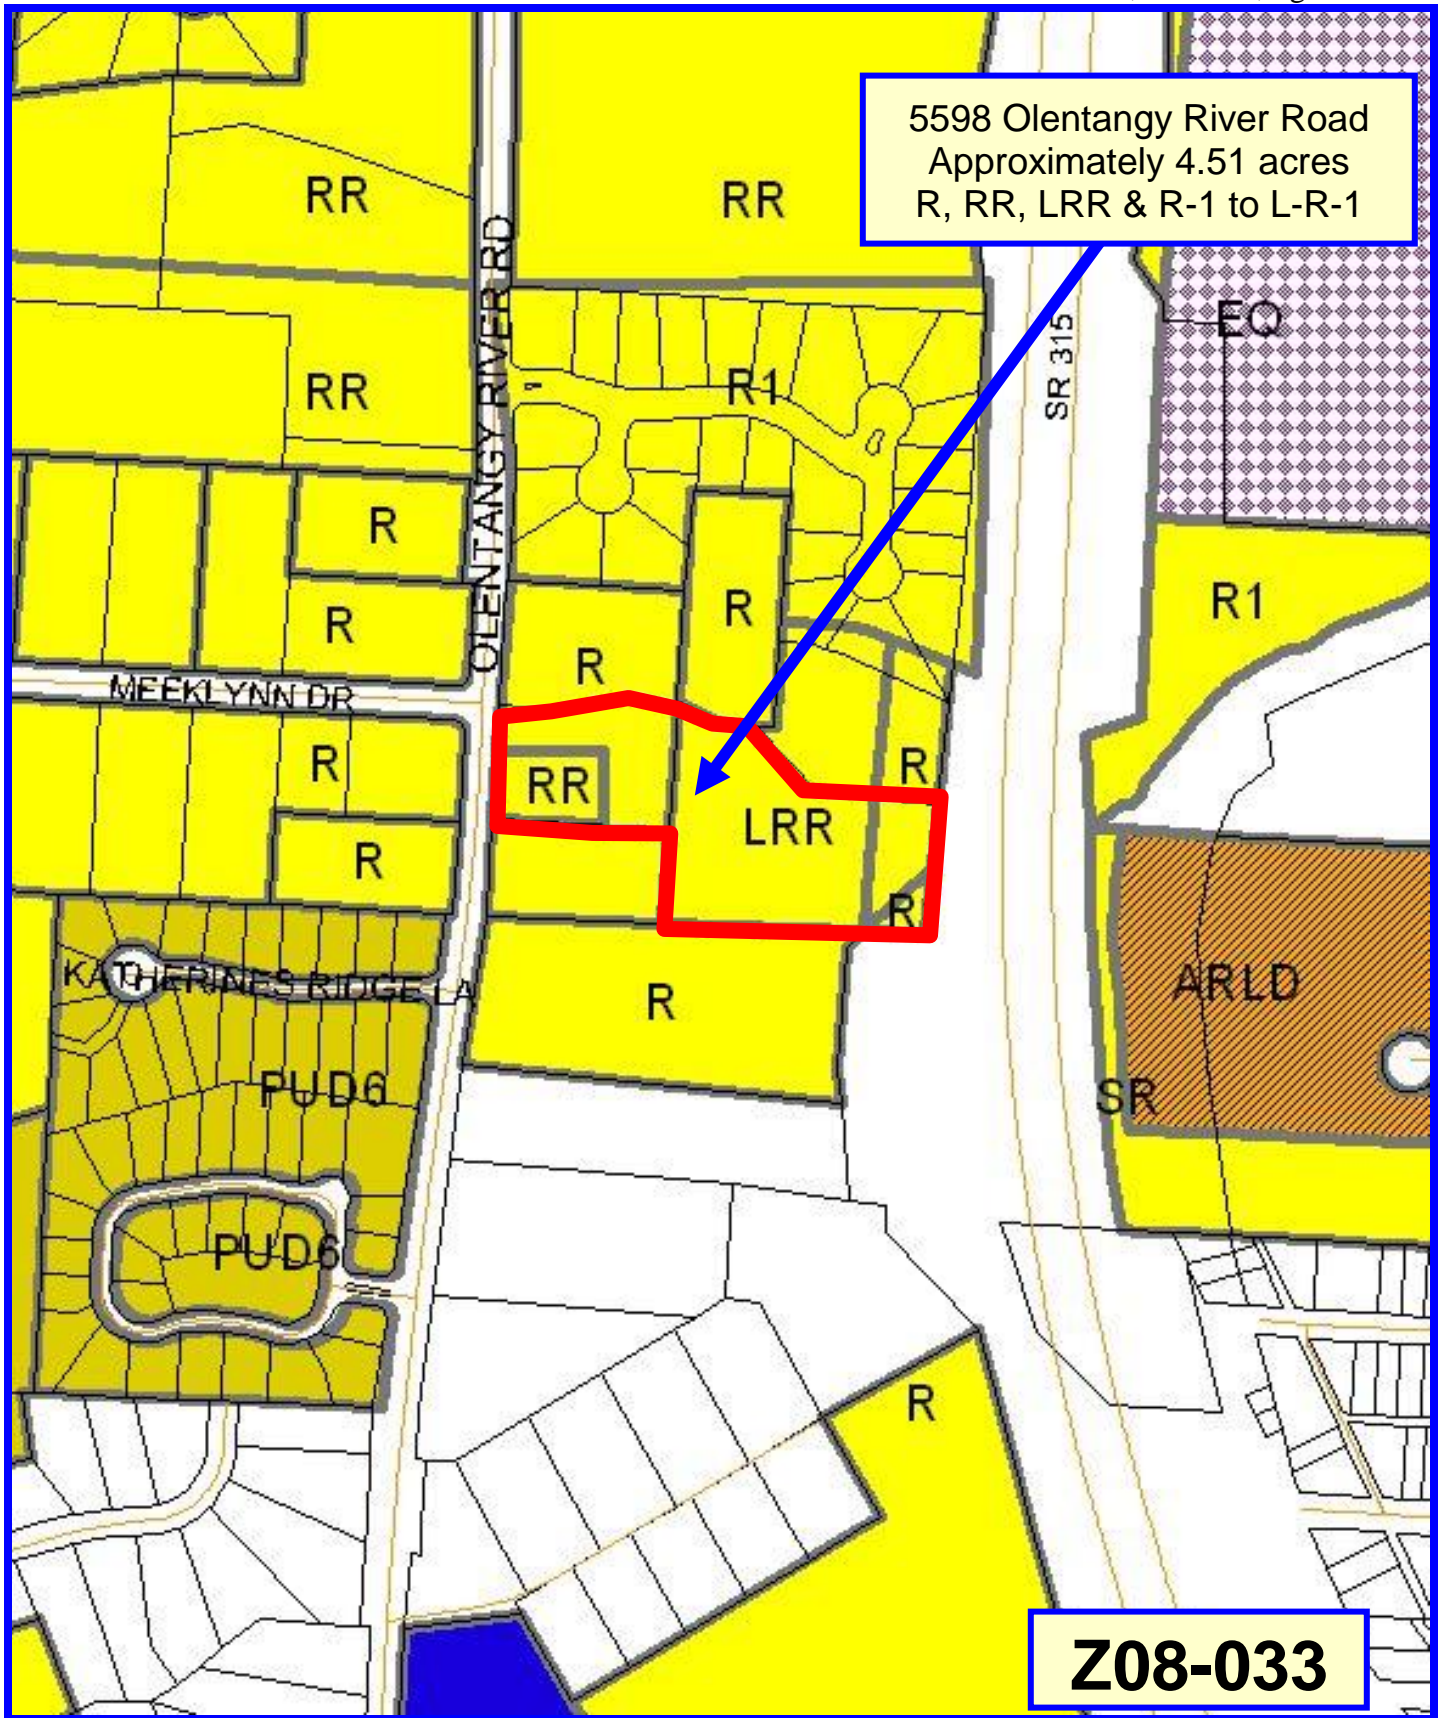 5598 Olentangy River Road
Approximately 4.51 acres
R, RR, LRR & R-1 to L-R-1
RR
RR
OLENTANGY RIVER RD
EQ
SR 315
RR
R1
R
R
R
R1
R
MEEKLYNN DR
R
RR
R
LRR
R
R
KATHERINES RIDGE LA
R
ARLD
PUD6
SR
PUD6
R
Z08-033